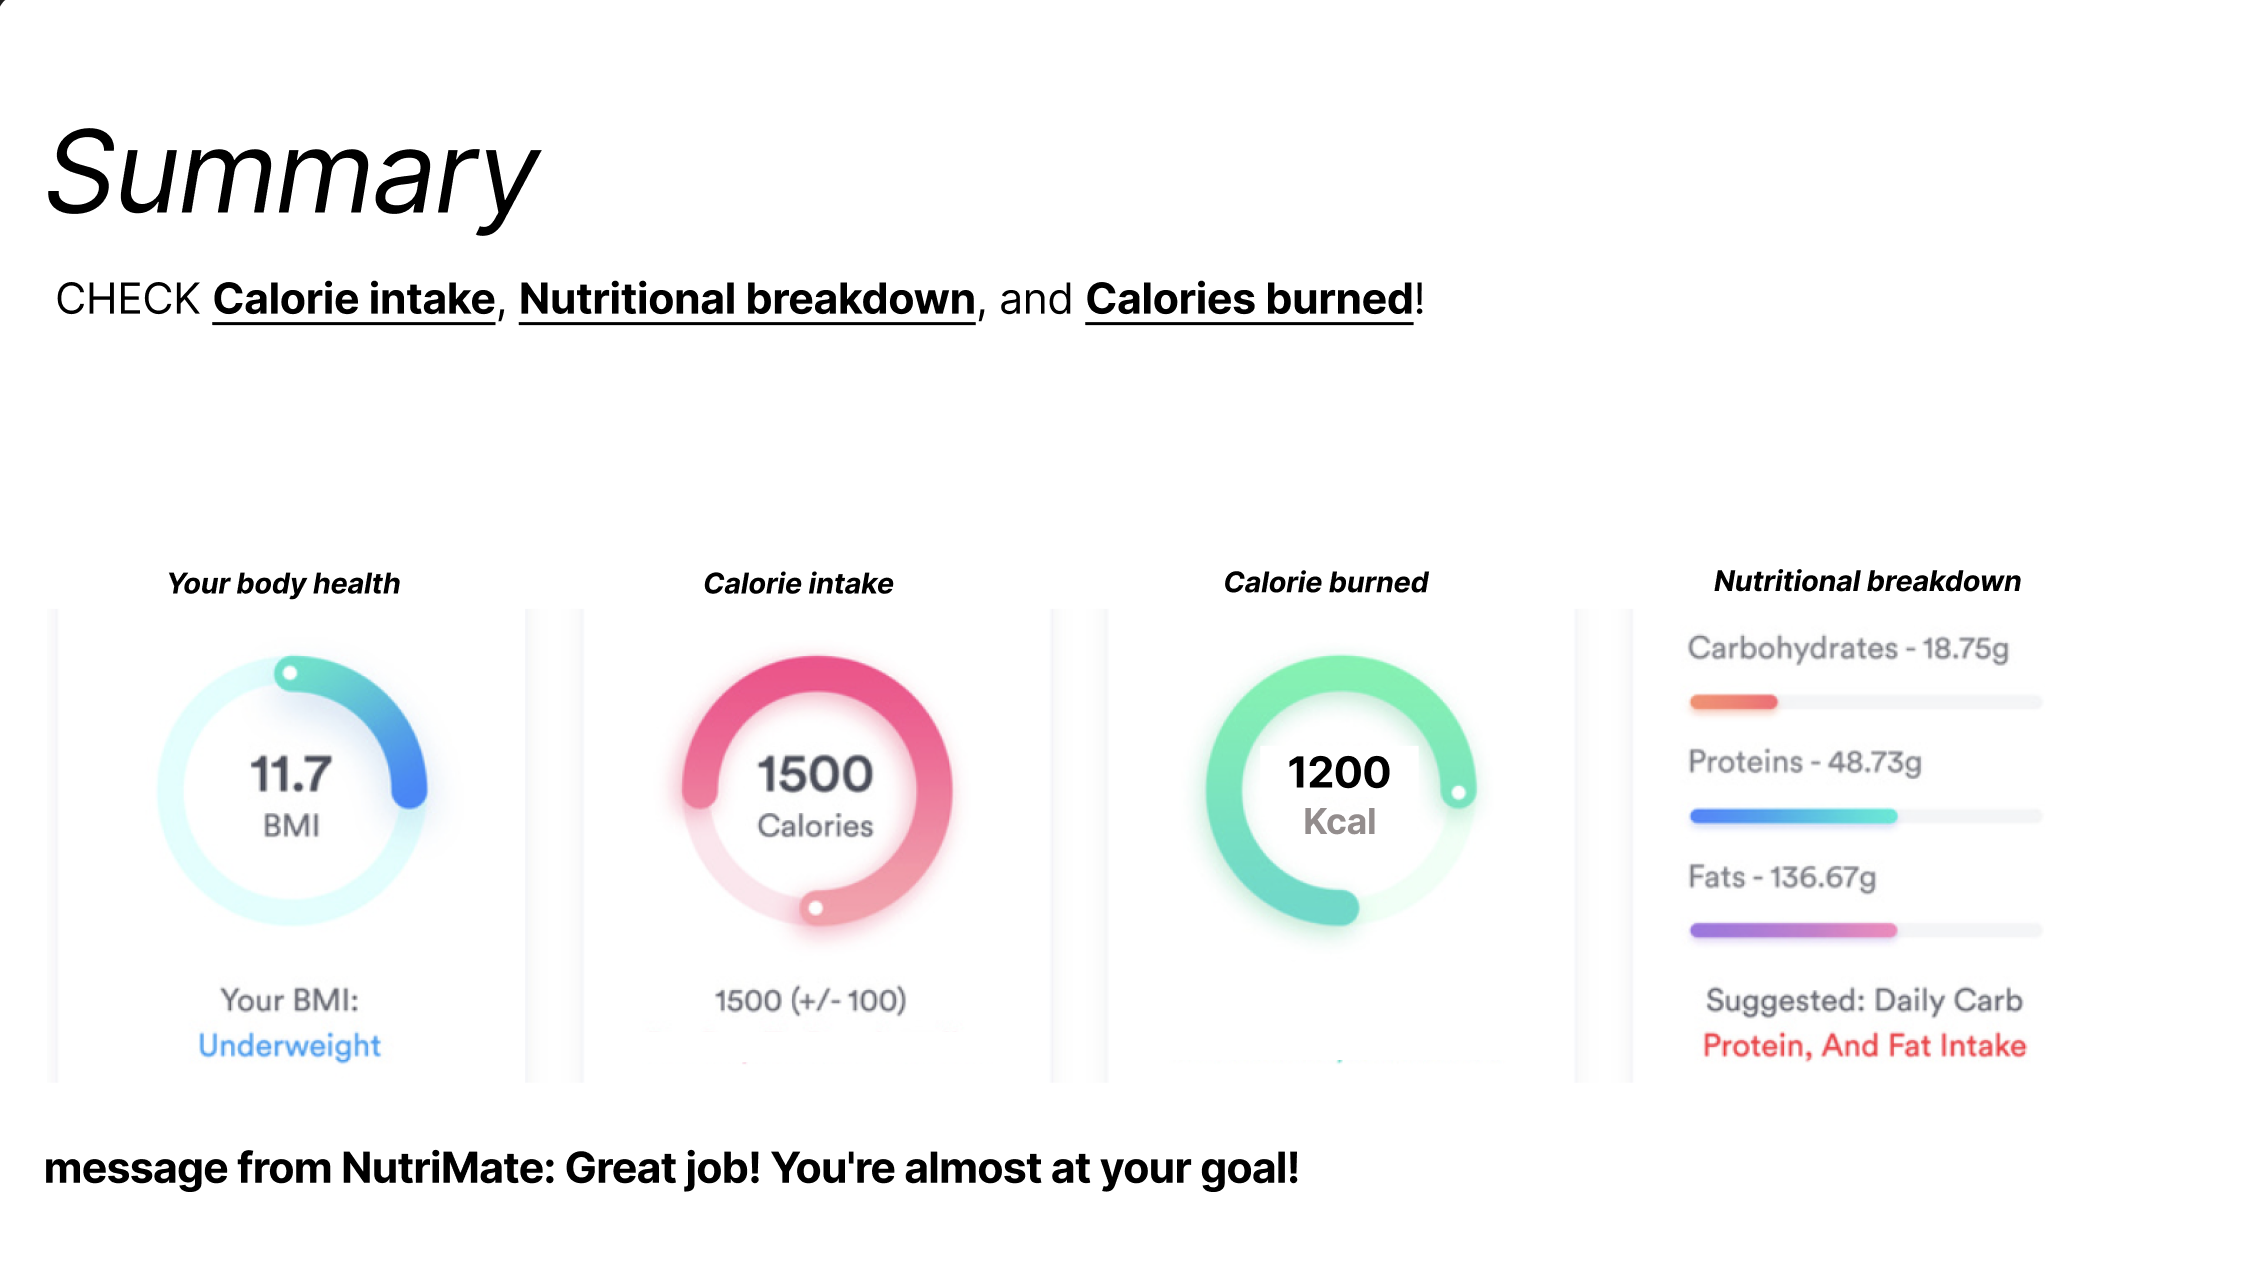 Summary
CHECK Calorie intake, Nutritional breakdown, and Calories burned!
Your body health
11.7
BMI
Your BMI:
Underweight
Calorie intake
1500
Calories
1500 (+/- 100)
Calorie burned
1200
Kcal
Nutritional breakdown
Carbohydrates - 18.75g
Proteins - 48.73g
Fats - 136.67g
Suggested: Daily Carb
Protein, And Fat Intake
message from NutriMate: Great job! You're almost at your goal!